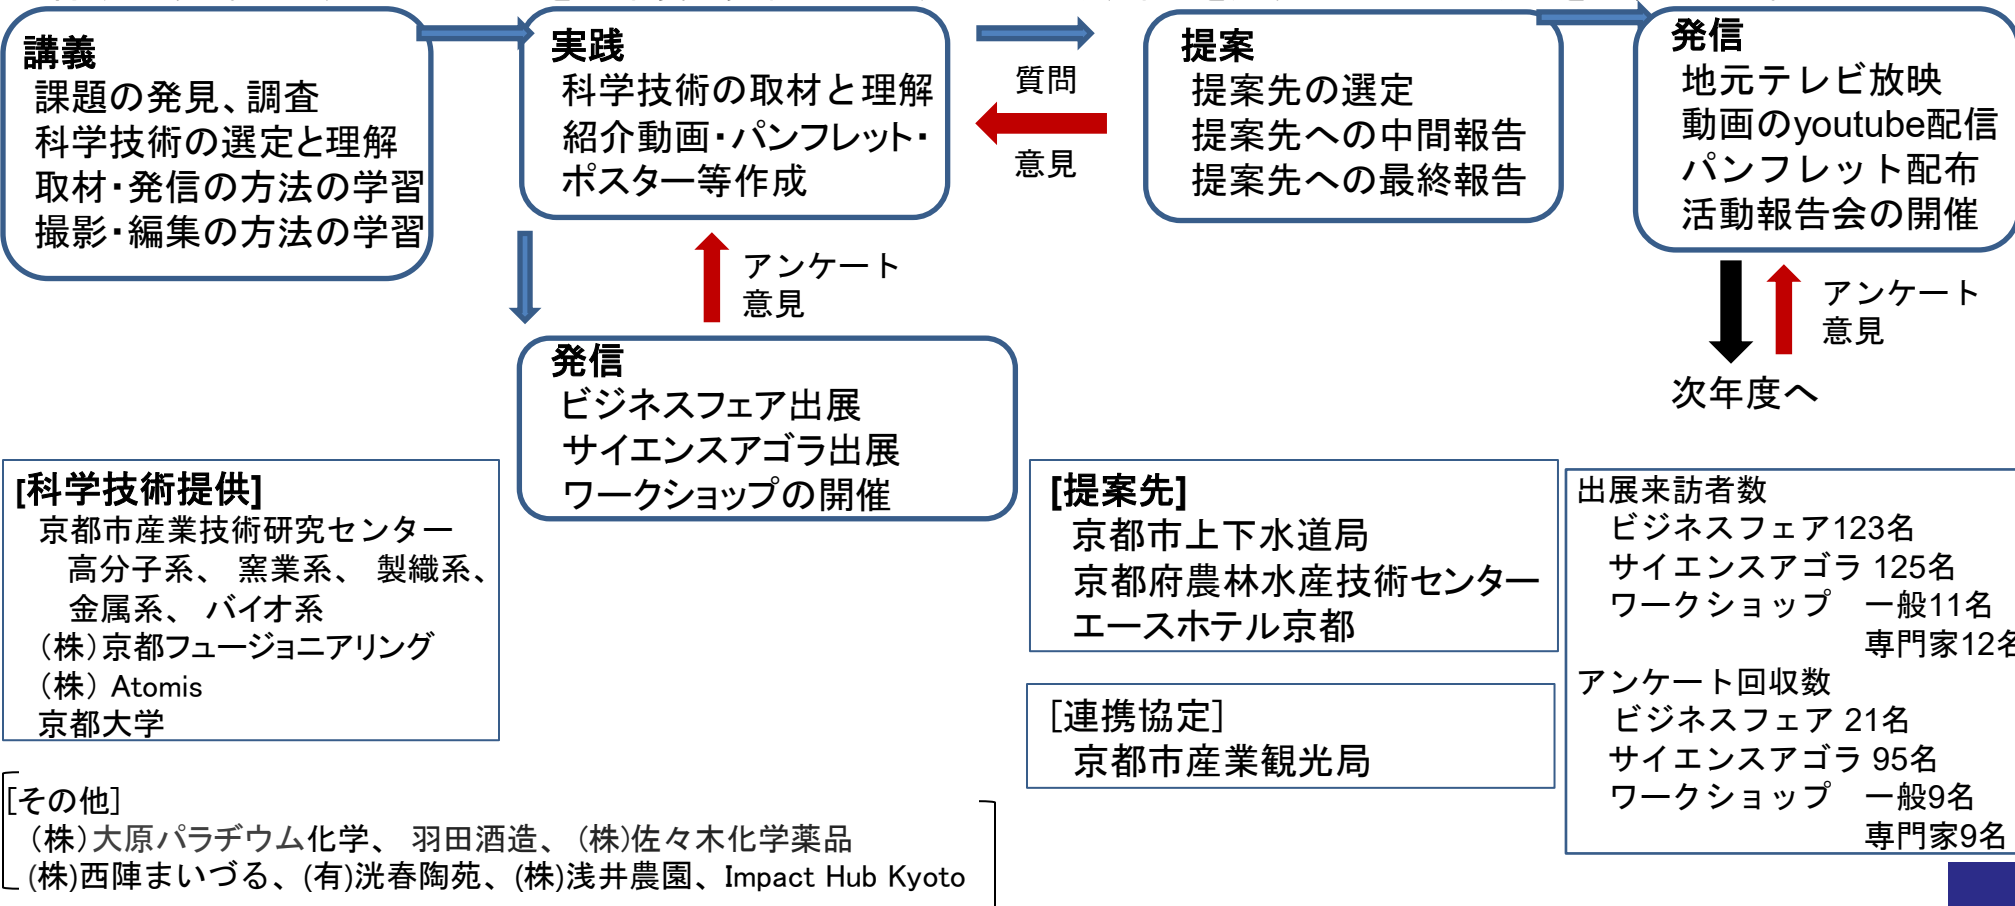 講義
課題の発見、調査
科学技術の選定と理解
取材・発信の方法の学習
撮影・編集の方法の学習
実践
科学技術の取材と理解
紹介動画・パンフレット・
ポスター等作成
質問
意見
提案
提案先の選定
提案先への中間報告
提案先への最終報告
発信
地元テレビ放映
動画のyoutube配信
パンフレット配布
活動報告会の開催
アンケート
意見
アンケート
意見
次年度へ
発信
ビジネスフェア出展
サイエンスアゴラ出展
ワークショップの開催
[科学技術提供]
京都市産業技術研究センター
高分子系、 窯業系、 製織系、
金属系、 バイオ系
（株）京都フュージョニアリング
（株） Atomis
京都大学
[提案先]
京都市上下水道局
京都府農林水産技術センター
エースホテル京都
[連携協定]
京都市産業観光局
出展来訪者数
ビジネスフェア123名
サイエンスアゴラ 125名
ワークショップ 一般11名
専門家12名
アンケート回収数
ビジネスフェア 21名
サイエンスアゴラ 95名
ワークショップ 一般9名
専門家9名
[その他]
（株）大原パラヂウム化学、 羽田酒造、 (株)佐々木化学薬品
(株)西陣まいづる、(有)洸春陶苑、(株)浅井農園、Impact Hub Kyoto